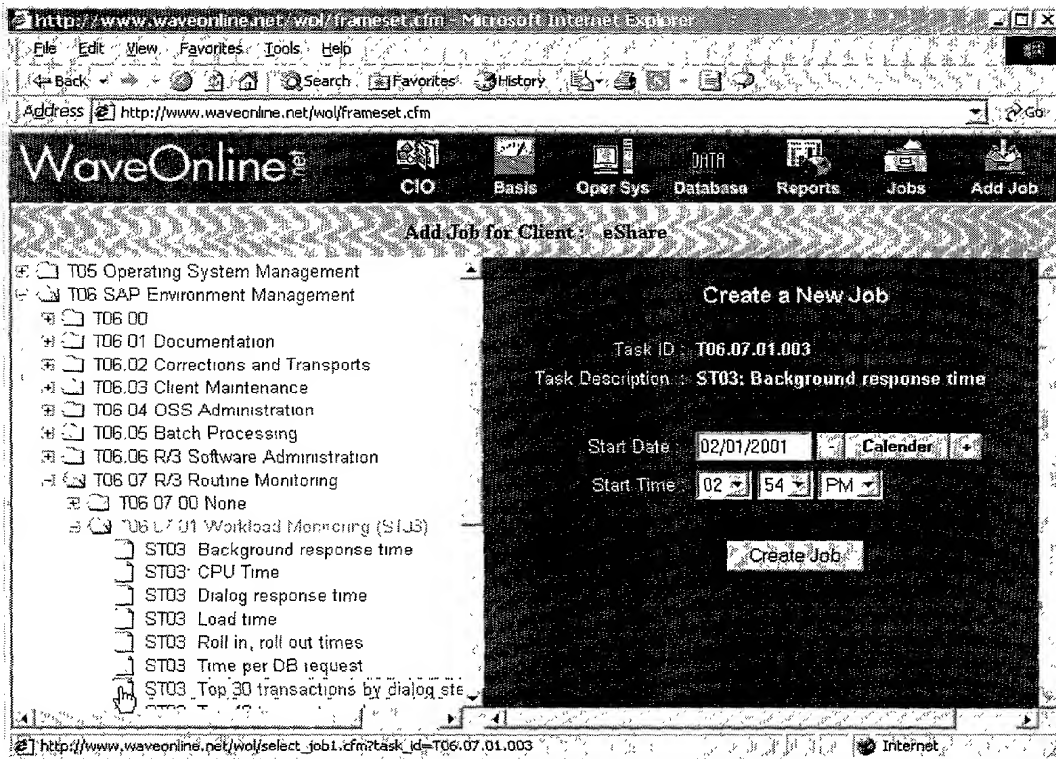 http://www.waveonline.net/wol/frameset.cfm - Microsoft Internet Explorer
File Edit View Favorites Tools Help
Back Search Favorites History
Address http://www.waveonline.net/wol/frameset.cfm Go
WaveOnline net
CIO Basis Oper Sys DATA Database Reports Jobs Add Job
Add Job for Client : eShare
T05 Operating System Management
T06 SAP Environment Management
T06 00
T06 01 Documentation
T06.02 Corrections and Transports
T06.03 Client Maintenance
T06 04 OSS Administration
T06.05 Batch Processing
T06.06 R/3 Software Administration
T06 07 R/3 Routine Monitoring
T06 07 00 None
T06 07 01 Workload Monitoring (ST03)
ST03 Background response time
ST03 CPU Time
ST03 Dialog response time
ST03 Load time
ST03 Roll in, roll out times
ST03 Time per DB request
ST03 Top 30 transactions by dialog ste
Create a New Job
Task ID : T06.07.01.003
Task Description : ST03: Background response time
Start Date 02/01/2001 - Calender +
Start Time 02 54 PM
Create Job
http://www.waveonline.net/wol/select_job1.cfm?task_id=T06.07.01.003 Internet